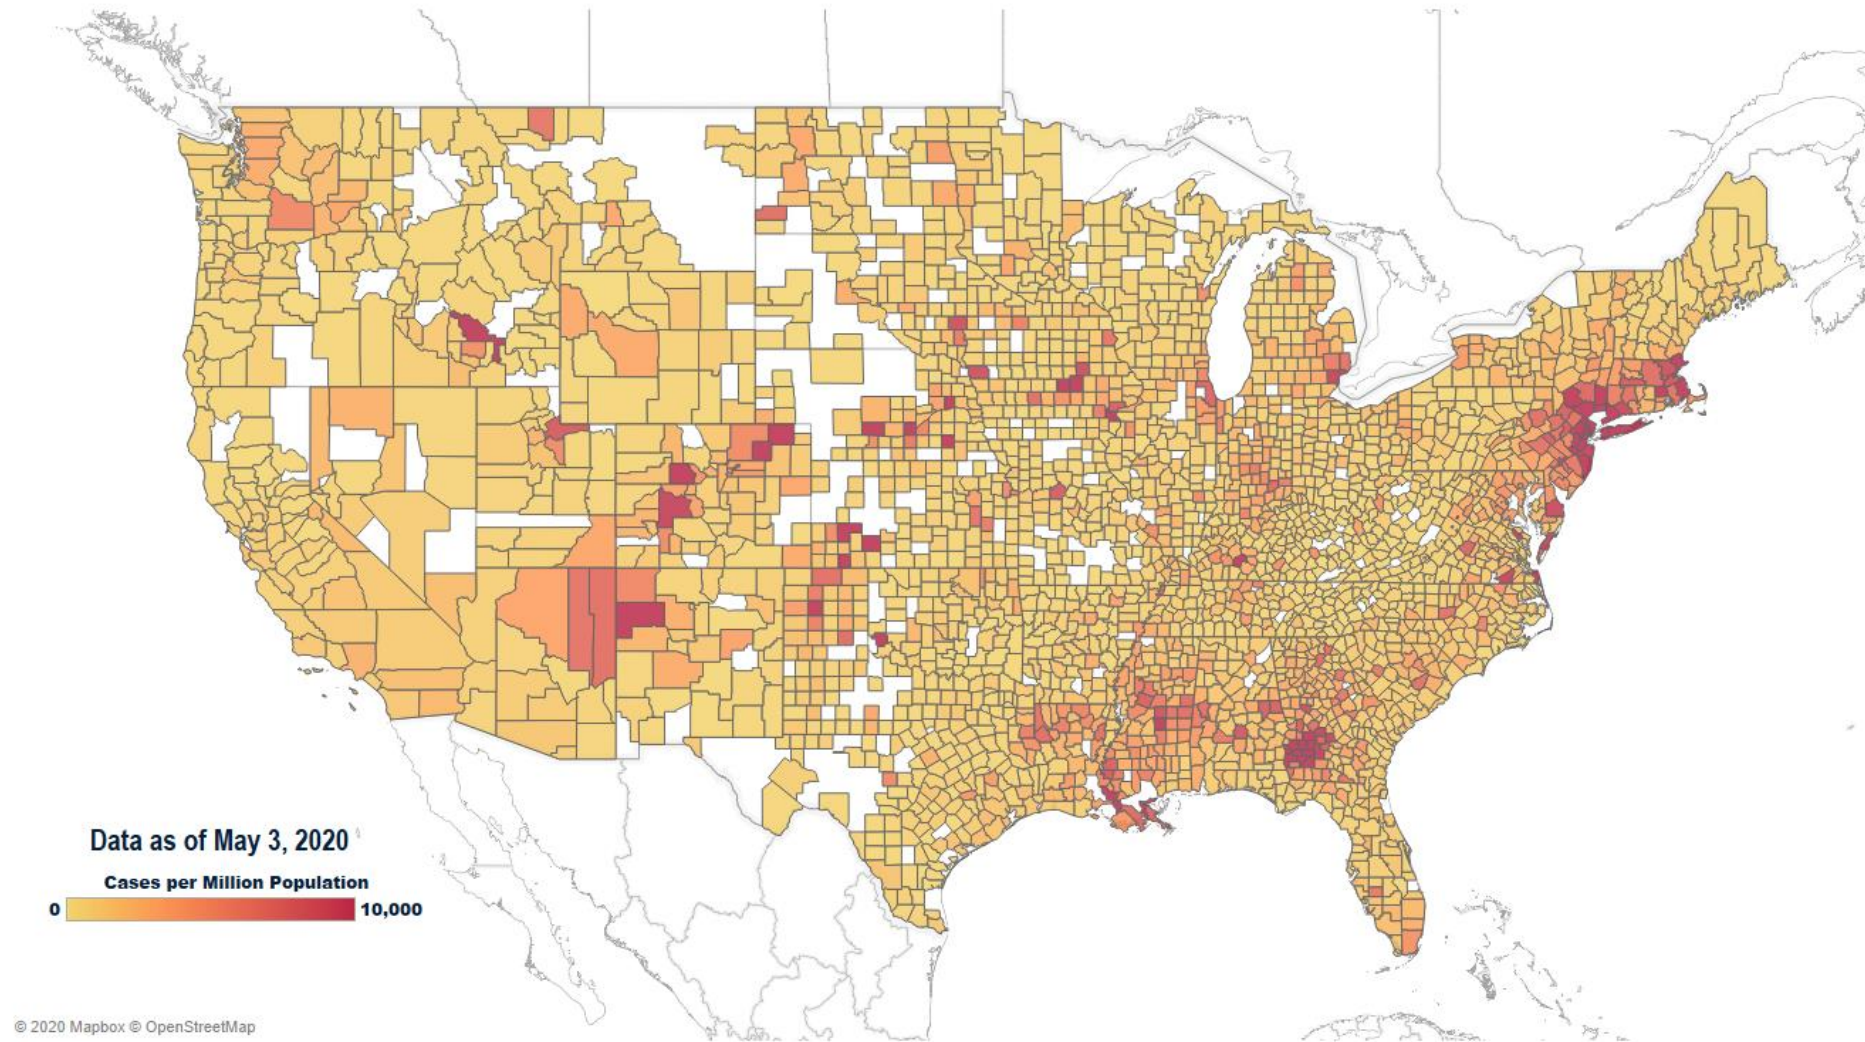 Data as of May 3, 2020
Cases per Million Population
0 10,000
© 2020 Mapbox © OpenStreetMap